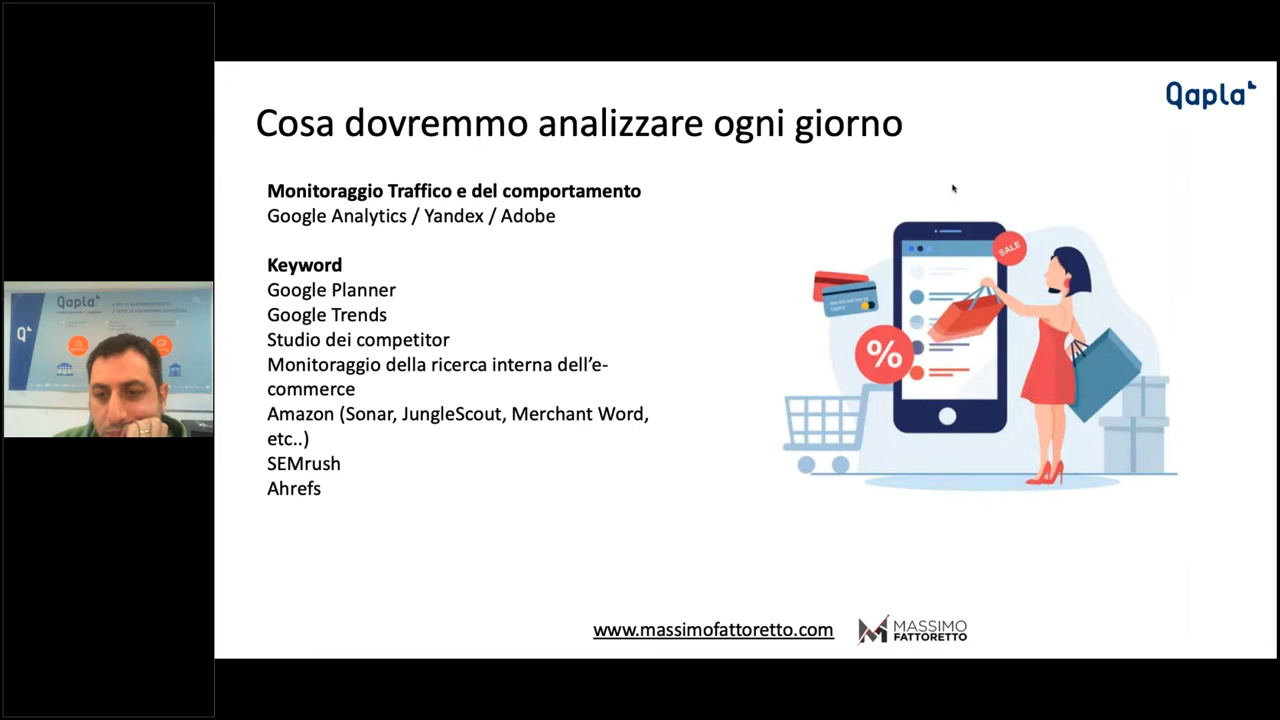 Qapla'
Cosa dovremmo analizzare ogni giorno
Monitoraggio Traffico e del comportamento
Google Analytics / Yandex / Adobe
Keyword
Google Planner
Google Trends
Studio dei competitor
Monitoraggio della ricerca interna dell’e-
commerce
Amazon (Sonar, JungleScout, Merchant Word,
etc..)
SEMrush
Ahrefs
SALE
%
Qapla'
www.massimofattoretto.com
MASSIMO
FATTORETTO